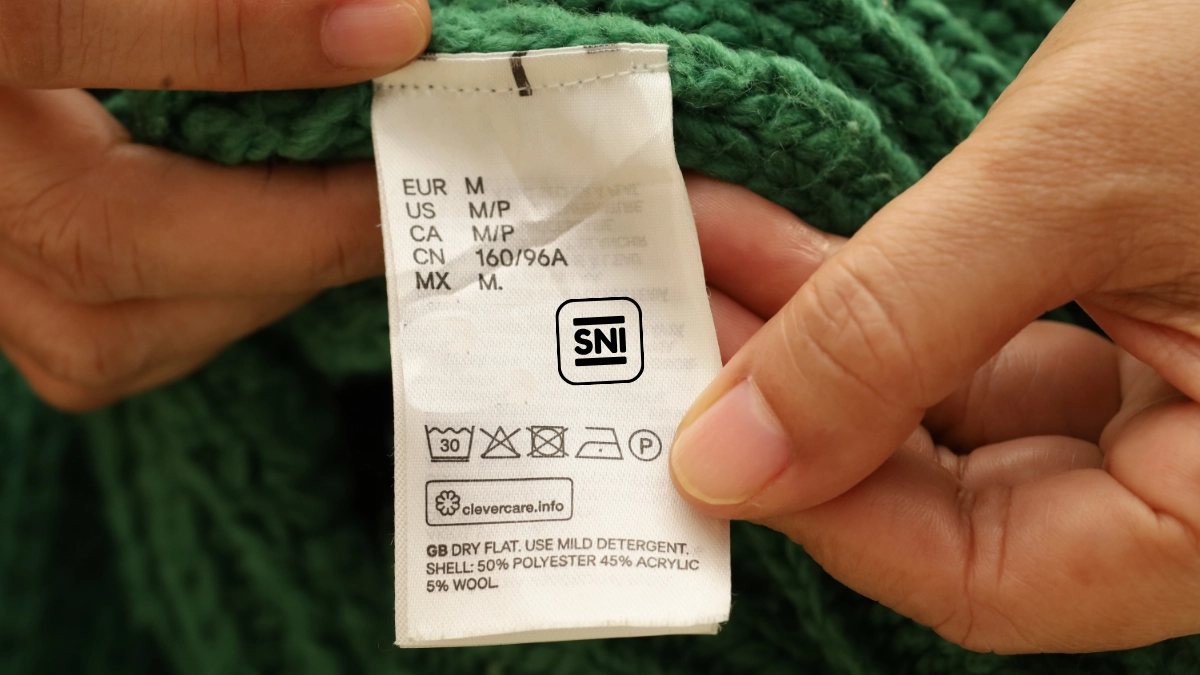 EUR M
US M/P
CA M/P
CN 160/96A
MX M.
SNI
30
P
clevercare.info
GB DRY FLAT. USE MILD DETERGENT.
SHELL: 50% POLYESTER 45% ACRYLIC
5% WOOL.